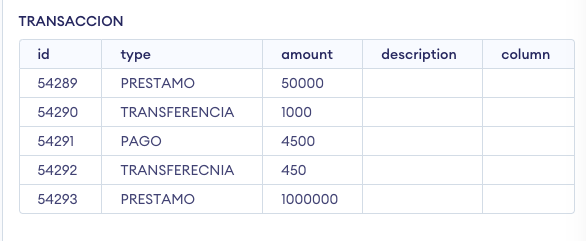 TRANSACCION
id type amount description column
54289 PRESTAMO 50000
54290 TRANSFERENCIA 1000
54291 PAGO 4500
54292 TRANSFERECNIA 450
54293 PRESTAMO 1000000